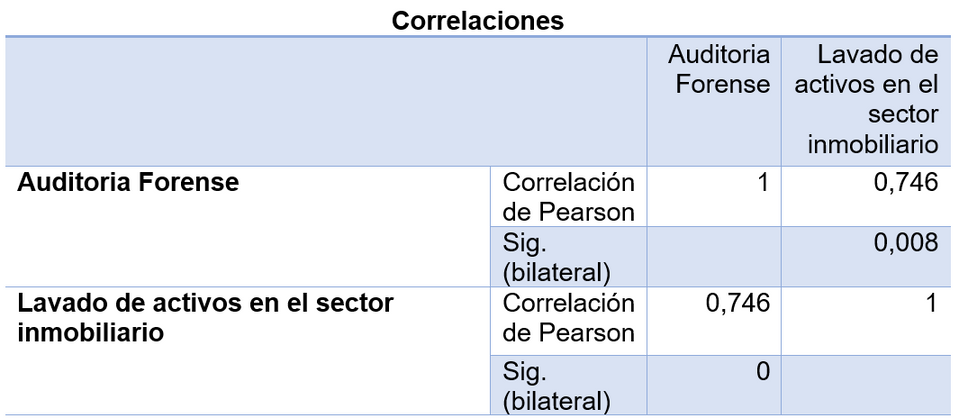 Correlaciones
Auditoria
Forense
Lavado de
activos en el
sector
inmobiliario
Auditoria Forense
Correlación
de Pearson
1
0,746
Sig.
(bilateral)
0,008
Lavado de activos en el sector
inmobiliario
Correlación
de Pearson
0,746
1
Sig.
(bilateral)
0